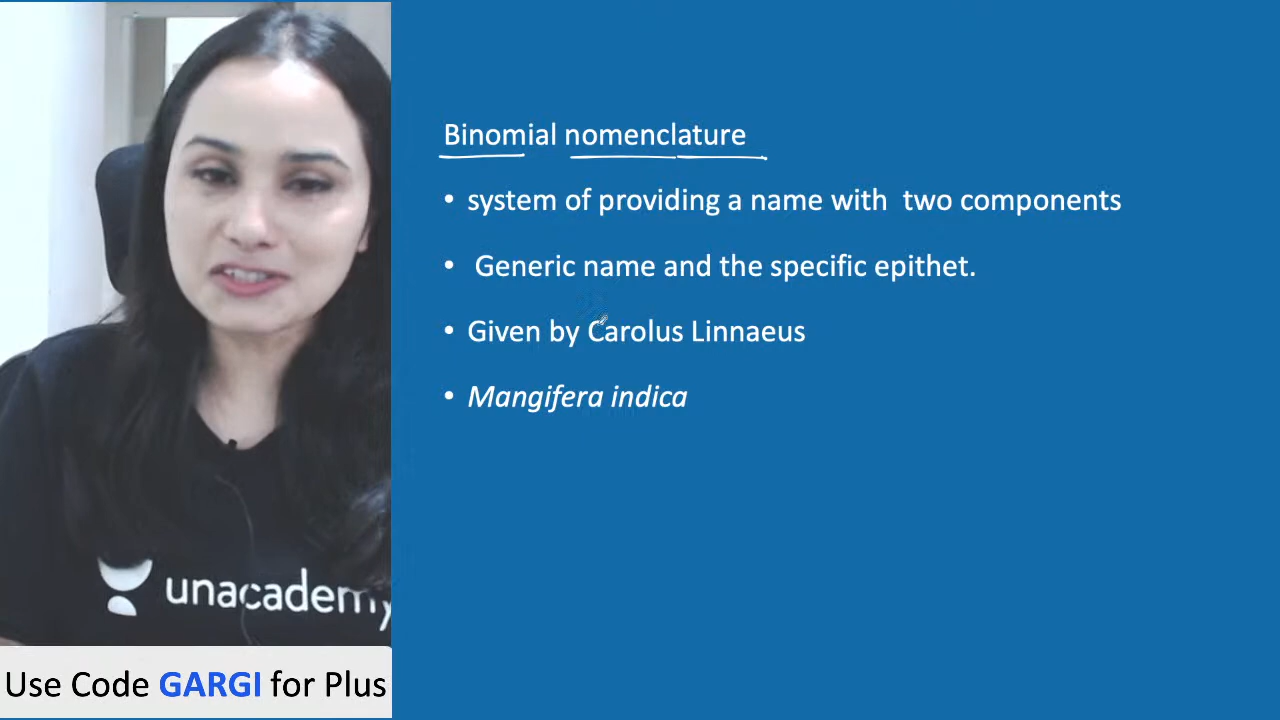 Binomial nomenclature
• system of providing a name with two components
• Generic name and the specific epithet.
• Given by Carolus Linnaeus
• Mangifera indica
unacademy
Use Code GARGI for Plus